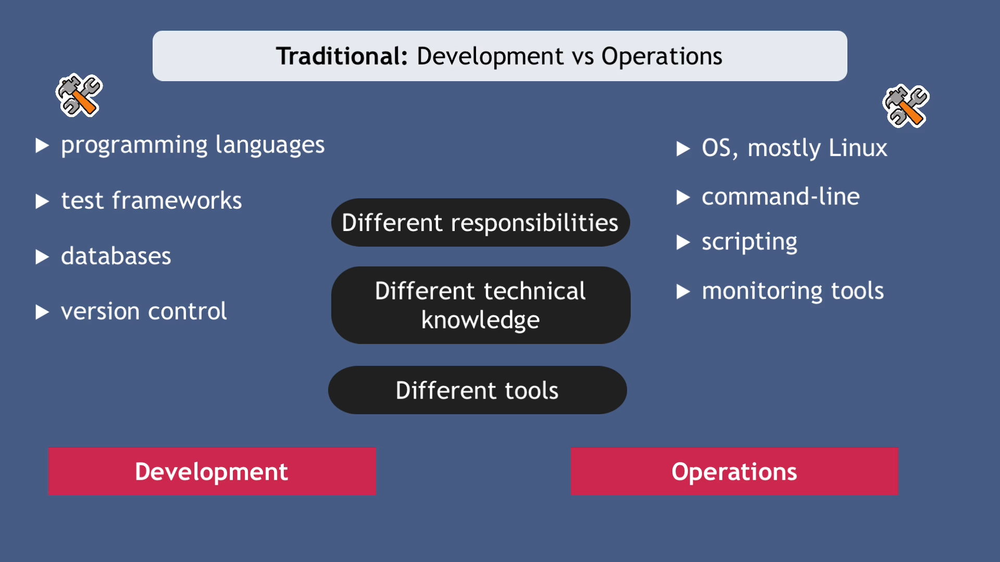 Traditional: Development vs Operations
▶ programming languages
▶ test frameworks
▶ databases
▶ version control
Different responsibilities
Different technical
knowledge
Different tools
▶ OS, mostly Linux
▶ command-line
▶ scripting
▶ monitoring tools
Development
Operations